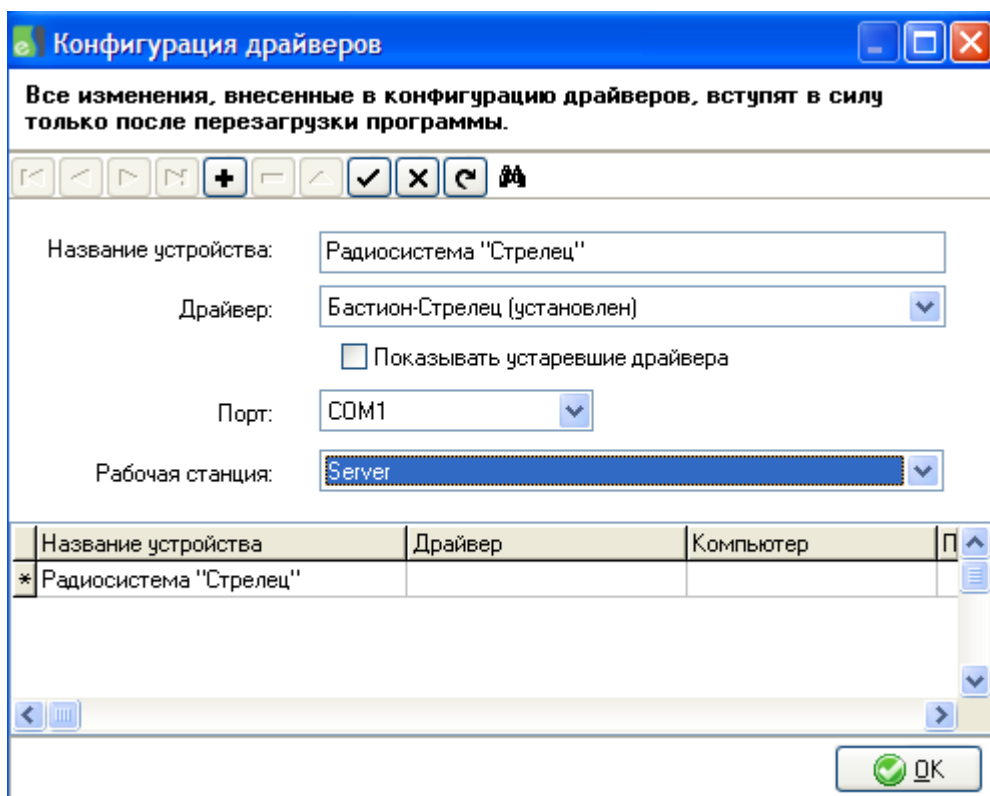 Конфигурация драйверов
Все изменения, внесенные в конфигурацию драйверов, вступят в силу
только после перезагрузки программы.
Название устройства: Радиосистема "Стрелец"
Драйвер: Бастион-Стрелец (установлен)
Показывать устаревшие драйвера
Порт: COM1
Рабочая станция: Server
Название устройства Драйвер Компьютер П
* Радиосистема "Стрелец"
OK